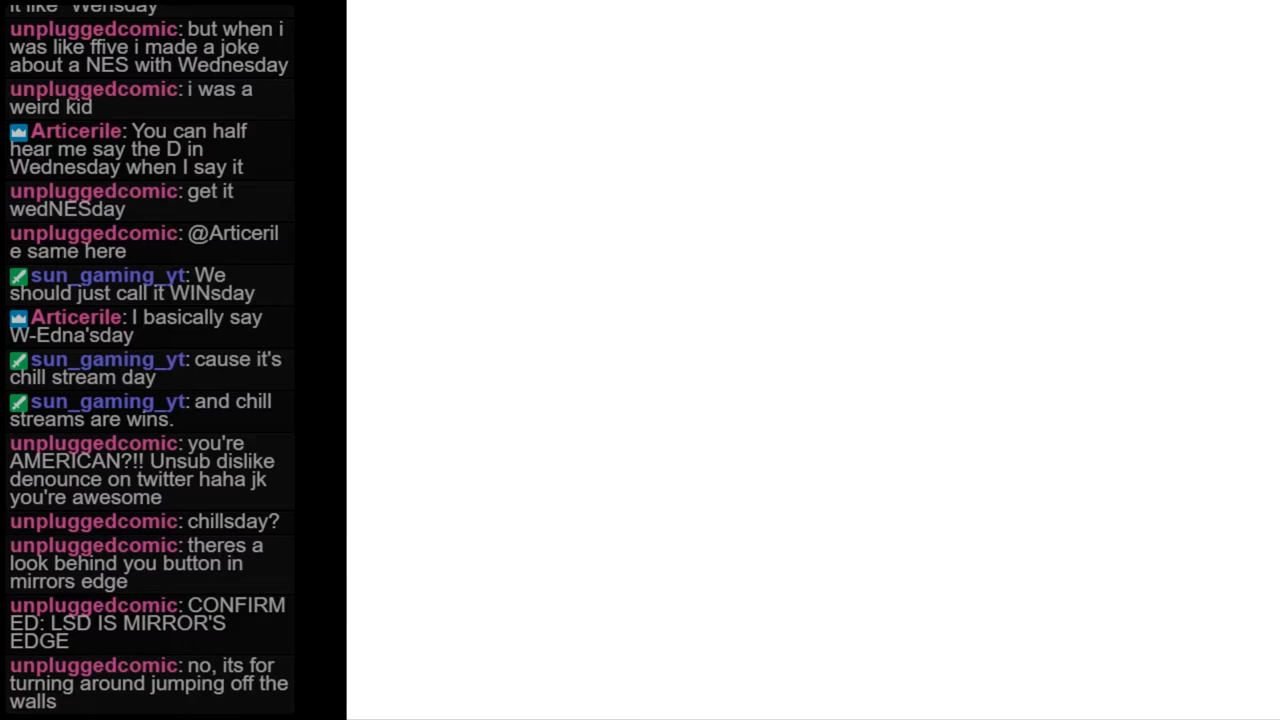 it like "Wensday"
unpluggedcomic: but when i
was like ffive i made a joke
about a NES with Wednesday
unpluggedcomic: i was a
weird kid
Articerile: You can half
hear me say the D in
Wednesday when I say it
unpluggedcomic: get it
wedNESday
unpluggedcomic: @Articeril
e same here
sun_gaming_yt: We
should just call it WINsday
Articerile: I basically say
W-Edna'sday
sun_gaming_yt: cause it's
chill stream day
sun_gaming_yt: and chill
streams are wins.
unpluggedcomic: you're
AMERICAN?!! Unsub dislike
denounce on twitter haha jk
you're awesome
unpluggedcomic: chillsday?
unpluggedcomic: theres a
look behind you button in
mirrors edge
unpluggedcomic: CONFIRM
ED: LSD IS MIRROR'S
EDGE
unpluggedcomic: no, its for
turning around jumping off the
walls